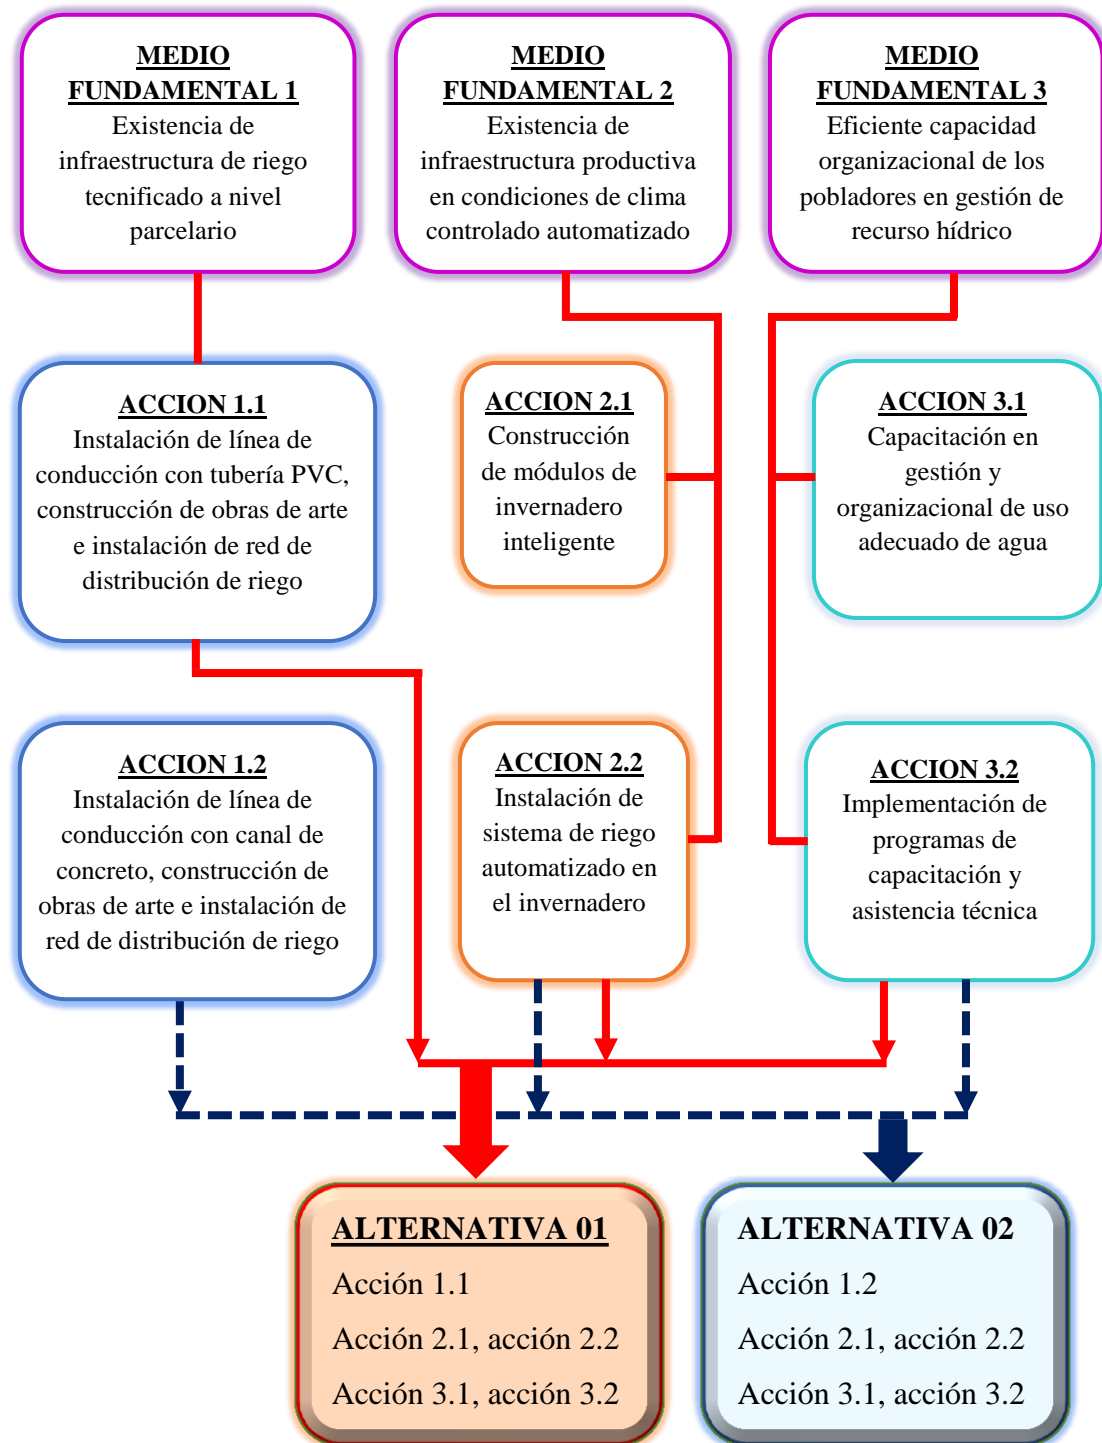 MEDIO
FUNDAMENTAL 1
Existencia de
infraestructura de riego
tecnificado a nivel
parcelario
MEDIO
FUNDAMENTAL 2
Existencia de
infraestructura productiva
en condiciones de clima
controlado automatizado
MEDIO
FUNDAMENTAL 3
Eficiente capacidad
organizacional de los
pobladores en gestión de
recurso hídrico
ACCION 1.1
Instalación de línea de
conducción con tubería PVC,
construcción de obras de arte
e instalación de red de
distribución de riego
ACCION 2.1
Construcción
de módulos de
invernadero
inteligente
ACCION 3.1
Capacitación en
gestión y
organizacional de uso
adecuado de agua
ACCION 1.2
Instalación de línea de
conducción con canal de
concreto, construcción de
obras de arte e instalación de
red de distribución de riego
ACCION 2.2
Instalación de
sistema de riego
automatizado en
el invernadero
ACCION 3.2
Implementación de
programas de
capacitación y
asistencia técnica
ALTERNATIVA 01
Acción 1.1
Acción 2.1, acción 2.2
Acción 3.1, acción 3.2
ALTERNATIVA 02
Acción 1.2
Acción 2.1, acción 2.2
Acción 3.1, acción 3.2